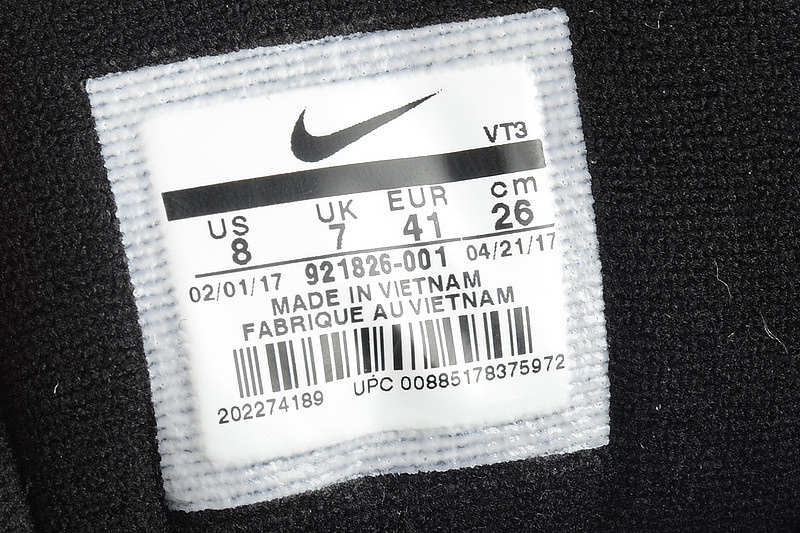 VT3
US UK EUR cm
8 7 41 26
02/01/17 921826-001 04/21/17
MADE IN VIETNAM
FABRIQUE AU VIETNAM
202274189 UPC 00885178375972